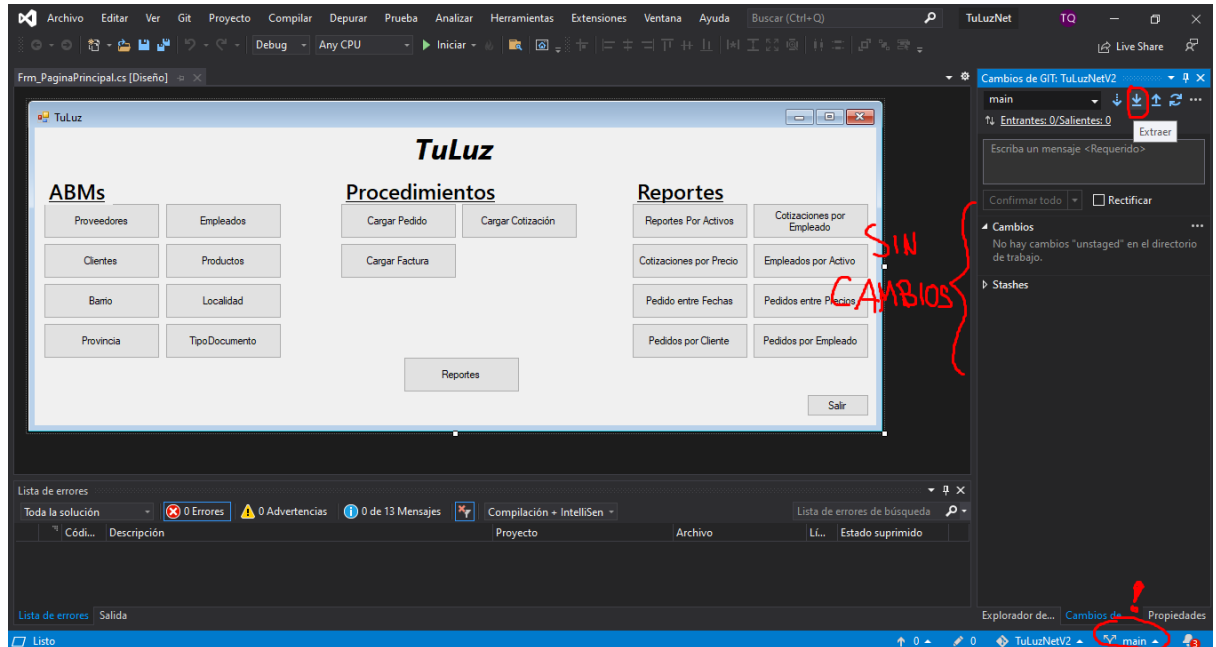 Archivo Editar Ver Git Proyecto Compilar Depurar Prueba Analizar Herramientas Extensiones Ventana Ayuda Buscar (Ctrl+Q) TuLuzNet TQ
Debug Any CPU Iniciar Live Share
Frm_PaginaPrincipal.cs [Diseño]
TuLuz
TuLuz
ABMs Procedimientos Reportes
Proveedores Empleados Cargar Pedido Cargar Cotización Reportes Por Activos Cotizaciones por Empleado
Clientes Productos Cargar Factura Cotizaciones por Precio Empleados por Activo
Barrio Localidad Pedido entre Fechas Pedidos entre Precios
Provincia TipoDocumento Pedidos por Cliente Pedidos por Empleado
Reportes
Salir
SIN
CAMBIOS
Cambios de GIT: TuLuzNetV2
main
Entrantes: 0/Salientes: 0
Extraer
Escriba un mensaje <Requerido>
Confirmar todo Rectificar
Cambios
No hay cambios "unstaged" en el directorio
de trabajo.
Stashes
Lista de errores
Toda la solución 0 Errores 0 Advertencias 0 de 13 Mensajes Compilación + IntelliSen Lista de errores de búsqueda
Códi... Descripción Proyecto Archivo Lí... Estado suprimido
Lista de errores Salida
Explorador de... Cambios de... Propiedades
!
Listo 0 0 TuLuzNetV2 main 3